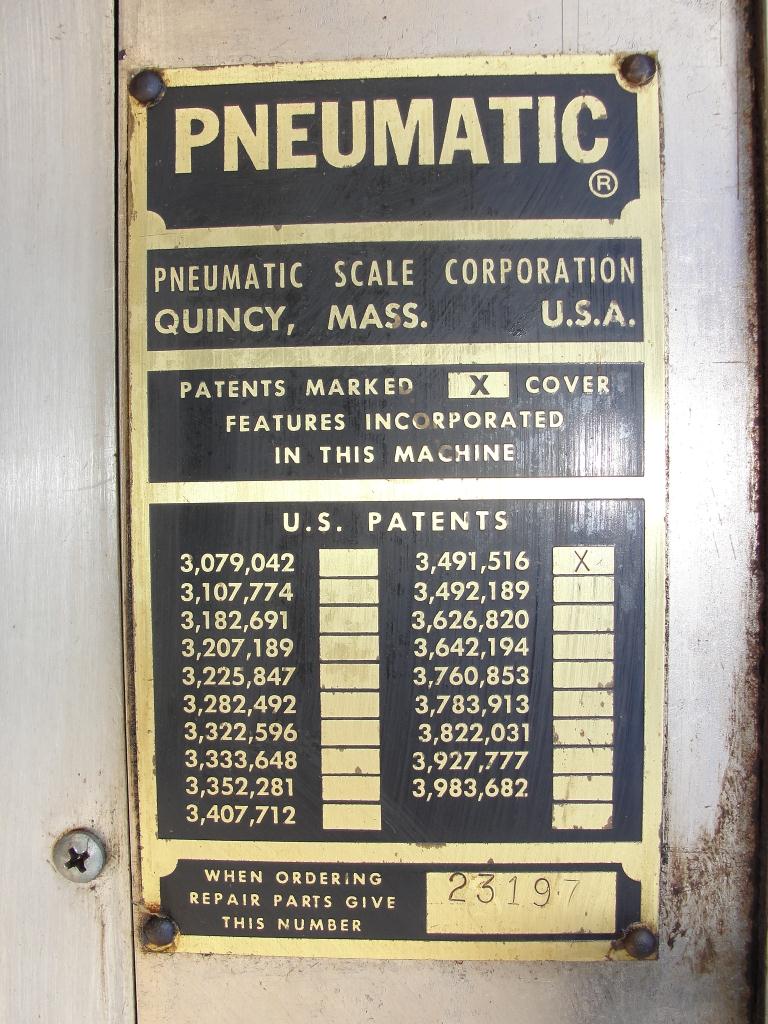 PNEUMATIC
®
PNEUMATIC SCALE CORPORATION
QUINCY, MASS. U.S.A.
PATENTS MARKED X COVER
FEATURES INCORPORATED
IN THIS MACHINE
U.S. PATENTS
3,079,042 3,491,516 X
3,107,774 3,492,189
3,182,691 3,626,820
3,207,189 3,642,194
3,225,847 3,760,853
3,282,492 3,783,913
3,322,596 3,822,031
3,333,648 3,927,777
3,352,281 3,983,682
3,407,712
WHEN ORDERING
REPAIR PARTS GIVE
THIS NUMBER
23197